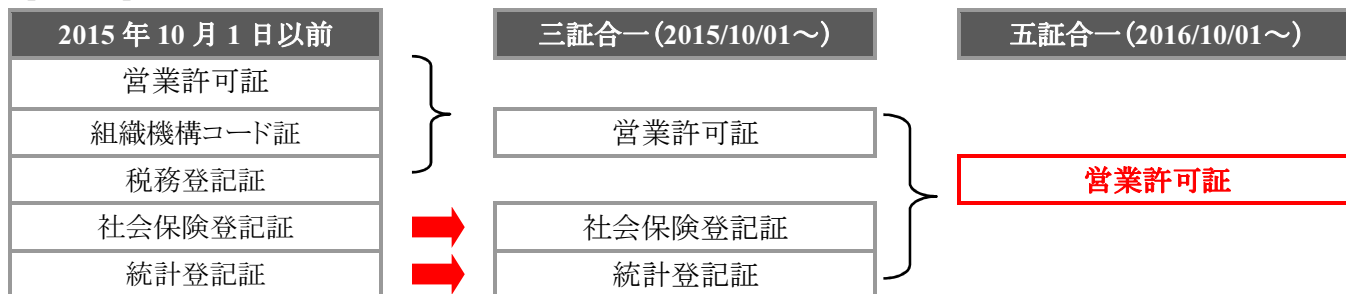 2015年10月1日以前
営業許可証
組織機構コード証
税務登記証
社会保険登記証
統計登記証
三証合一(2015/10/01～)
営業許可証
社会保険登記証
統計登記証
五証合一(2016/10/01～)
営業許可証